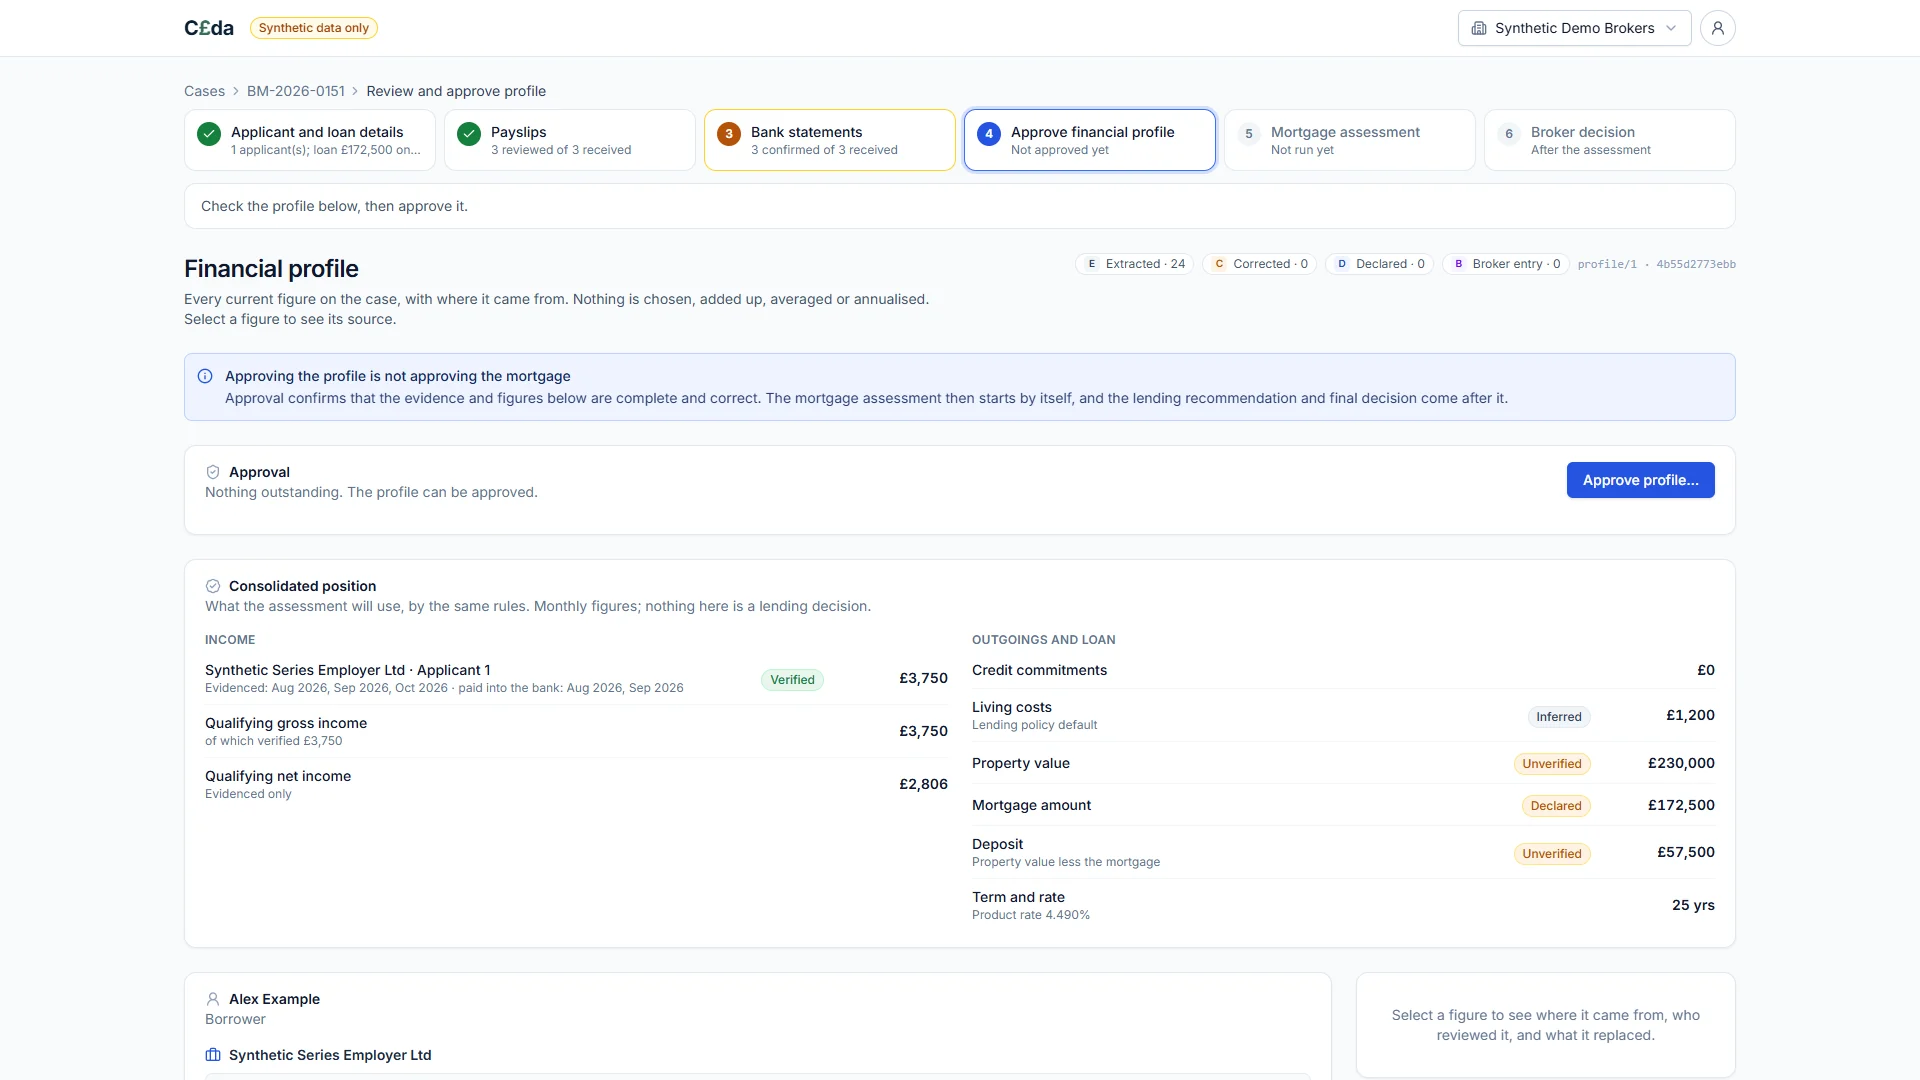 C£da
Synthetic data only
Synthetic Demo Brokers
Cases > BM-2026-0151 > Review and approve profile
Applicant and loan details
1 applicant(s); loan £172,500 on...
Payslips
3 reviewed of 3 received
3
Bank statements
3 confirmed of 3 received
4
Approve financial profile
Not approved yet
5
Mortgage assessment
Not run yet
6
Broker decision
After the assessment
Check the profile below, then approve it.
Financial profile
E Extracted · 24
C Corrected · 0
D Declared · 0
B Broker entry · 0
profile/1 · 4b55d2773ebb
Every current figure on the case, with where it came from. Nothing is chosen, added up, averaged or annualised.
Select a figure to see its source.
Approving the profile is not approving the mortgage
Approval confirms that the evidence and figures below are complete and correct. The mortgage assessment then starts by itself, and the lending recommendation and final decision come after it.
Approval
Nothing outstanding. The profile can be approved.
Approve profile...
Consolidated position
What the assessment will use, by the same rules. Monthly figures; nothing here is a lending decision.
INCOME
Synthetic Series Employer Ltd · Applicant 1
Evidenced: Aug 2026, Sep 2026, Oct 2026 · paid into the bank: Aug 2026, Sep 2026
Verified
£3,750
Qualifying gross income
of which verified £3,750
£3,750
Qualifying net income
Evidenced only
£2,806
OUTGOINGS AND LOAN
Credit commitments
£0
Living costs
Lending policy default
Inferred
£1,200
Property value
Unverified
£230,000
Mortgage amount
Declared
£172,500
Deposit
Property value less the mortgage
Unverified
£57,500
Term and rate
Product rate 4.490%
25 yrs
Alex Example
Borrower
Synthetic Series Employer Ltd
Select a figure to see where it came from, who
reviewed it, and what it replaced.